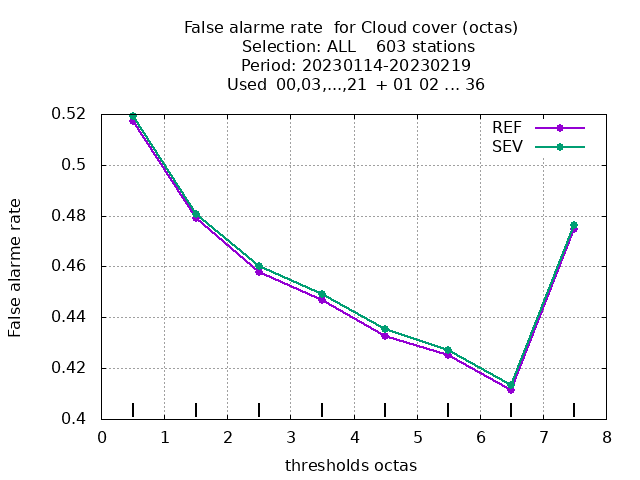 False alarme rate  for Cloud cover (octas)
Selection: ALL    603 stations
Period: 20230114-20230219
Used  00,03,...,21  + 01 02 ... 36
REF
SEV
0.52
0.5
0.48
0.46
0.44
0.42
0.4
False alarme rate
0 1 2 3 4 5 6 7 8
thresholds octas